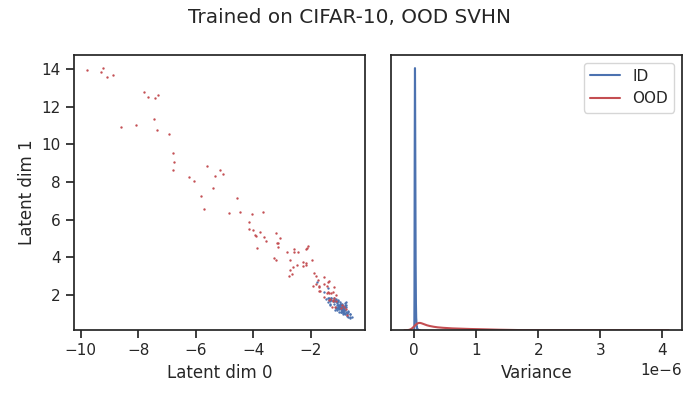 Trained on CIFAR-10, OOD SVHN
14
12
10
8
6
4
2
Latent dim 1
−10 −8 −6 −4 −2
Latent dim 0
ID
OOD
0 1 2 3 4
1e−6
Variance